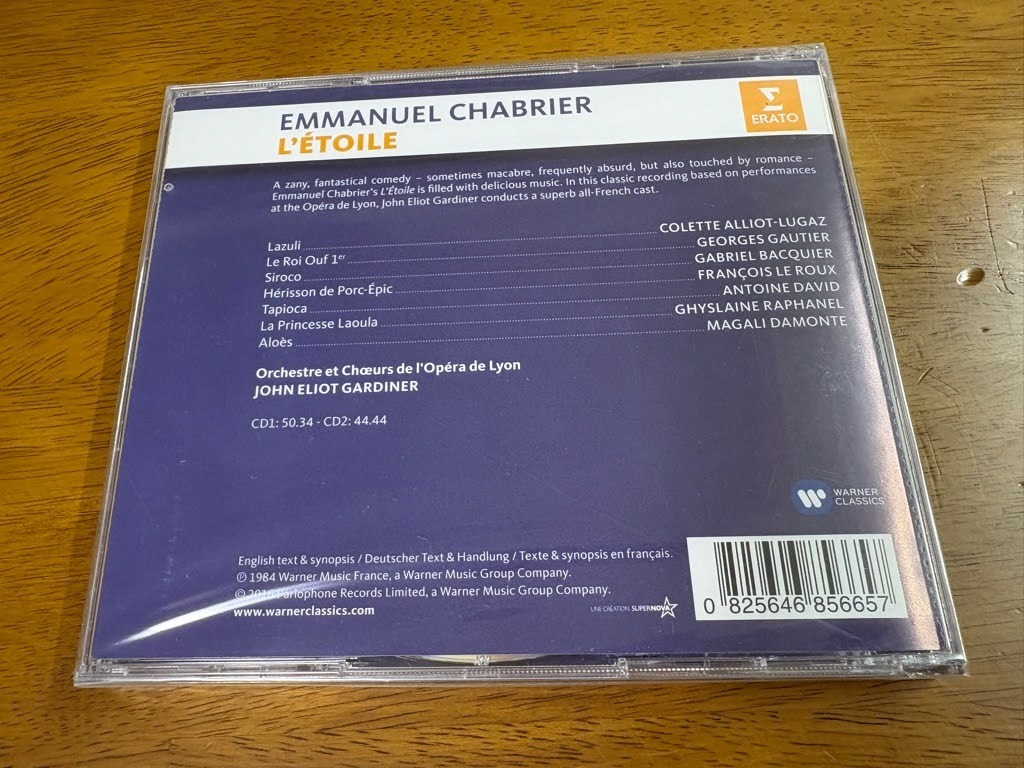 EMMANUEL CHABRIER
L'ÉTOILE
Σ
ERATO
A zany, fantastical comedy – sometimes macabre, frequently absurd, but also touched by romance –
Emmanuel Chabrier's L'Étoile is filled with delicious music. In this classic recording based on performances
at the Opéra de Lyon, John Eliot Gardiner conducts a superb all-French cast.
Lazuli COLETTE ALLIOT-LUGAZ
Le Roi Ouf 1er GEORGES GAUTIER
Siroco GABRIEL BACQUIER
Hérisson de Porc-Épic FRANÇOIS LE ROUX
Tapioca ANTOINE DAVID
La Princesse Laoula GHYSLAINE RAPHANEL
Aloès MAGALI DAMONTE
Orchestre et Chœurs de l'Opéra de Lyon
JOHN ELIOT GARDINER
CD1: 50.34 - CD2: 44.44
WARNER
CLASSICS
English text & synopsis / Deutscher Text & Handlung / Texte & synopsis en français.
℗ 1984 Warner Music France, a Warner Music Group Company.
© Parlophone Records Limited, a Warner Music Group Company.
www.warnerclassics.com
UNE CRÉATION SUPERNOVA
0 825646 856657